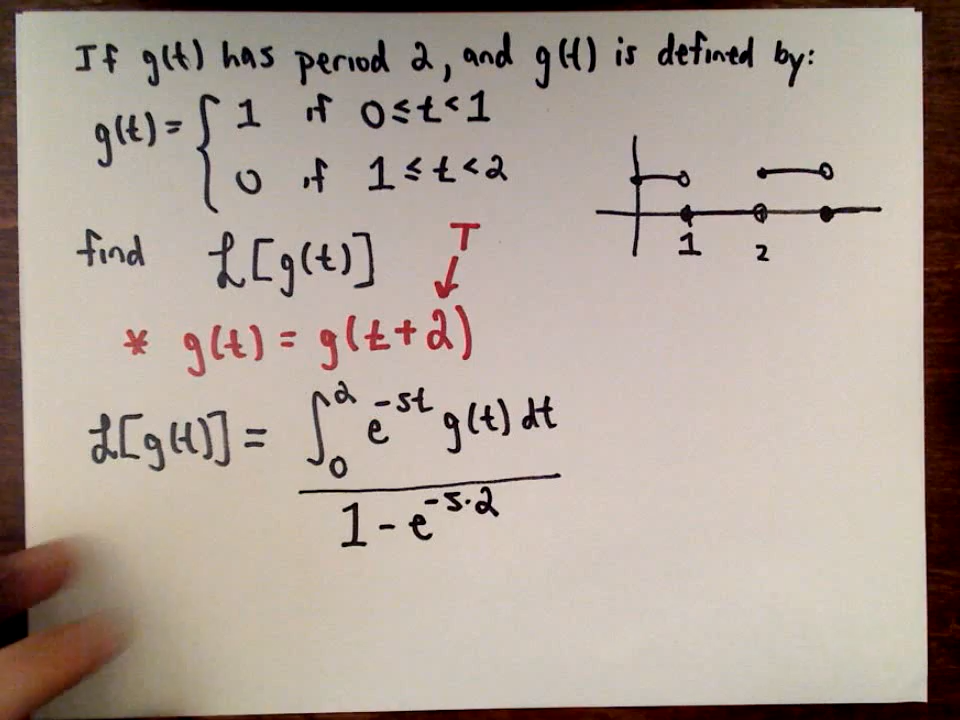 If g(t) has period 2, and g(t) is defined by:
g(t) = { 1 if 0 ≤ t < 1
0 if 1 ≤ t < 2
1 2
find ℒ[g(t)]
T
* g(t) = g(t+2)
ℒ[g(t)] = ∫₀² e^{-st} g(t) dt
1 - e^{-s·2}